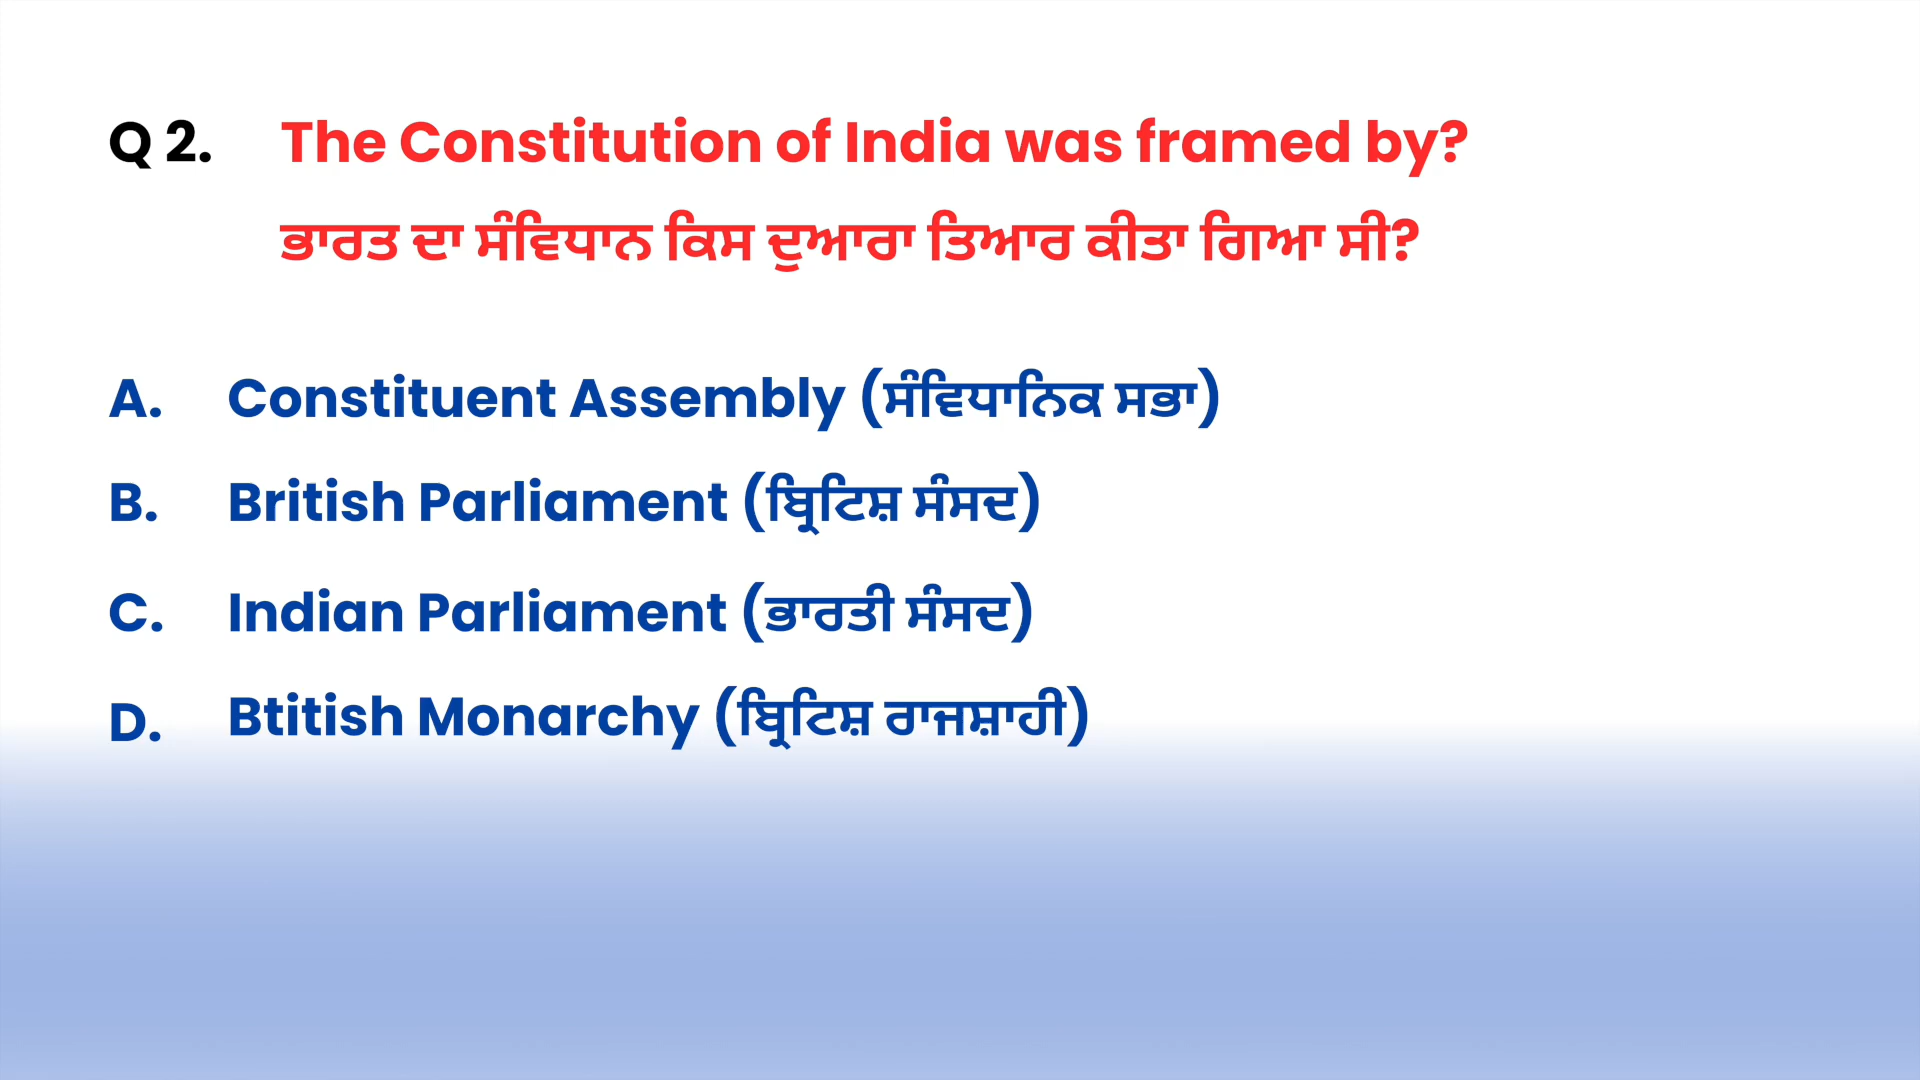 Q 2. The Constitution of India was framed by?
ਭਾਰਤ ਦਾ ਸੰਵਿਧਾਨ ਕਿਸ ਦੁਆਰਾ ਤਿਆਰ ਕੀਤਾ ਗਿਆ ਸੀ?
A. Constituent Assembly (ਸੰਵਿਧਾਨਿਕ ਸਭਾ)
B. British Parliament (ਬ੍ਰਿਟਿਸ਼ ਸੰਸਦ)
C. Indian Parliament (ਭਾਰਤੀ ਸੰਸਦ)
D. Btitish Monarchy (ਬ੍ਰਿਟਿਸ਼ ਰਾਜਸ਼ਾਹੀ)